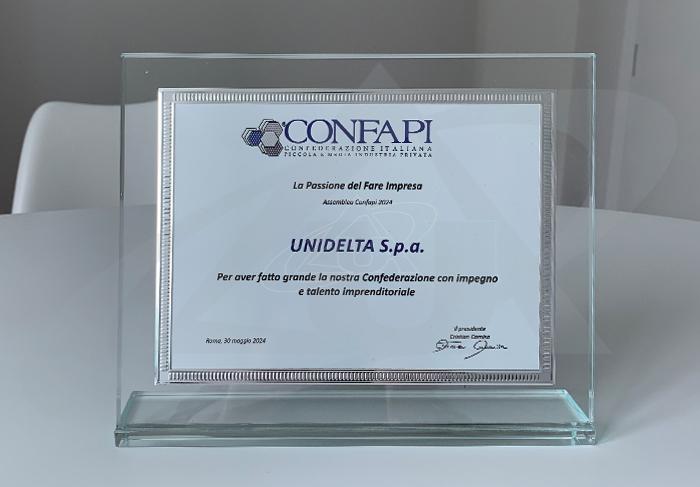 CONFAPI
CONFEDERAZIONE ITALIANA
PICCOLA & MEDIA INDUSTRIA PRIVATA
La Passione del Fare Impresa
Assemblea Confapi 2024
UNIDELTA S.p.a.
Per aver fatto grande la nostra Confederazione con impegno
e talento imprenditoriale
Il presidente
Cristian Camisa
Roma, 30 maggio 2024